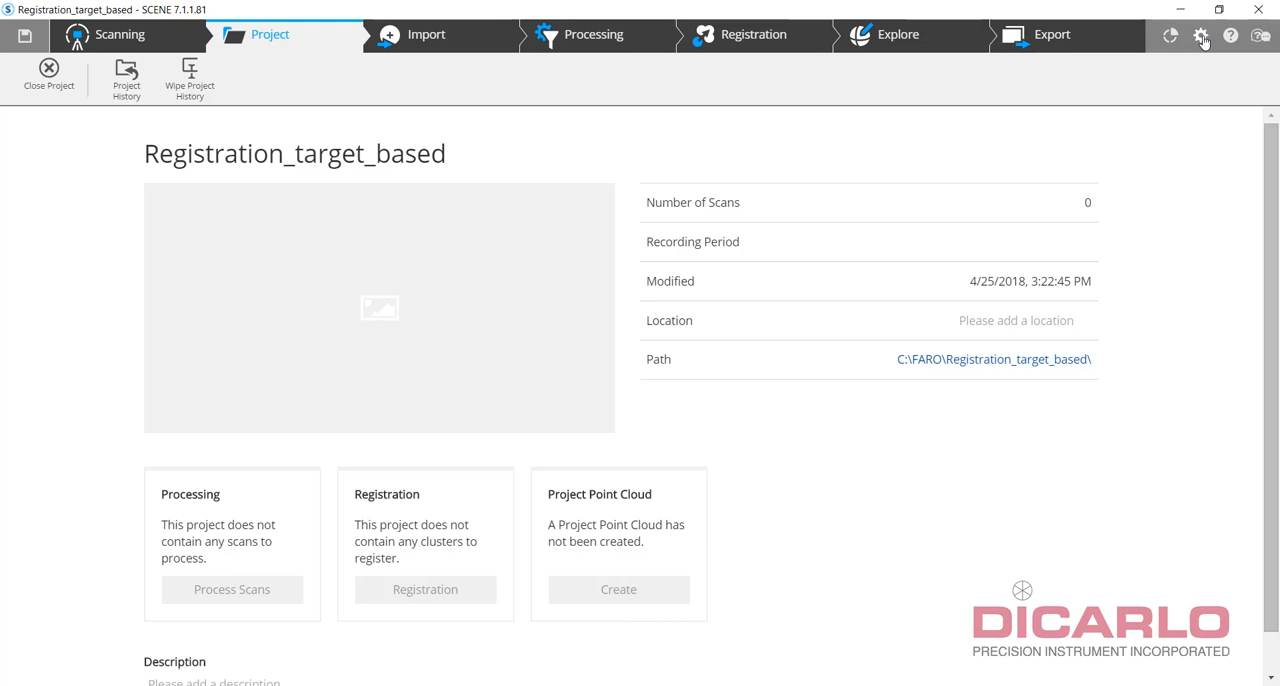 Registration_target_based - SCENE 7.1.1.81
Scanning
Project
Import
Processing
Registration
Explore
Export
Close Project
Project
History
Wipe Project
History
Registration_target_based
Number of Scans 0
Recording Period
Modified 4/25/2018, 3:22:45 PM
Location Please add a location
Path C:\FARO\Registration_target_based\
Processing
This project does not
contain any scans to
process.
Process Scans
Registration
This project does not
contain any clusters to
register.
Registration
Project Point Cloud
A Project Point Cloud has
not been created.
Create
DICARLO
PRECISION INSTRUMENT INCORPORATED
Description
Please add a description